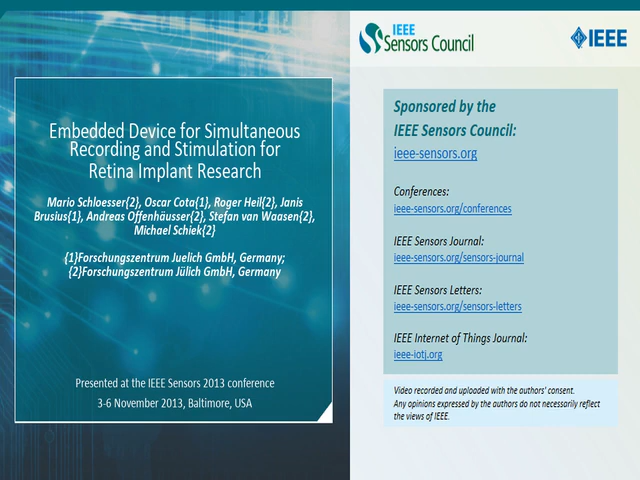 Embedded Device for Simultaneous
Recording and Stimulation for
Retina Implant Research
Mario Schloesser{2}, Oscar Cota{1}, Roger Heil{2}, Janis
Brusius{1}, Andreas Offenhäusser{2}, Stefan van Waasen{2},
Michael Schiek{2}
{1}Forschungszentrum Juelich GmbH, Germany;
{2}Forschungszentrum Jülich GmbH, Germany
Presented at the IEEE Sensors 2013 conference
3-6 November 2013, Baltimore, USA
IEEE
Sensors Council
IEEE
Sponsored by the
IEEE Sensors Council:
ieee-sensors.org
Conferences:
ieee-sensors.org/conferences
IEEE Sensors Journal:
ieee-sensors.org/sensors-journal
IEEE Sensors Letters:
ieee-sensors.org/sensors-letters
IEEE Internet of Things Journal:
ieee-iotj.org
Video recorded and uploaded with the authors' consent.
Any opinions expressed by the authors do not necessarily reflect
the views of IEEE.